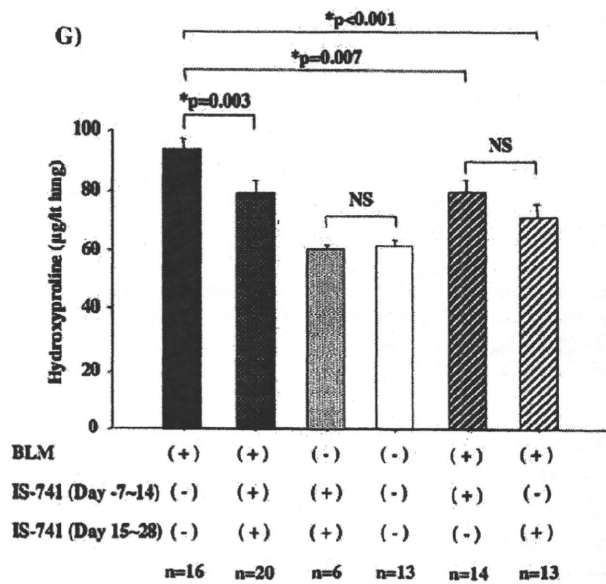 G)
*p<0.001
*p=0.007
*p=0.003
NS
NS
Hydroxyproline (µg/lt lung)
100
80
60
40
20
0
BLM (+) (+) (-) (-) (+) (+)
IS-741 (Day -7~14) (-) (+) (+) (-) (+) (-)
IS-741 (Day 15~28) (-) (+) (+) (-) (-) (+)
n=16 n=20 n=6 n=13 n=14 n=13